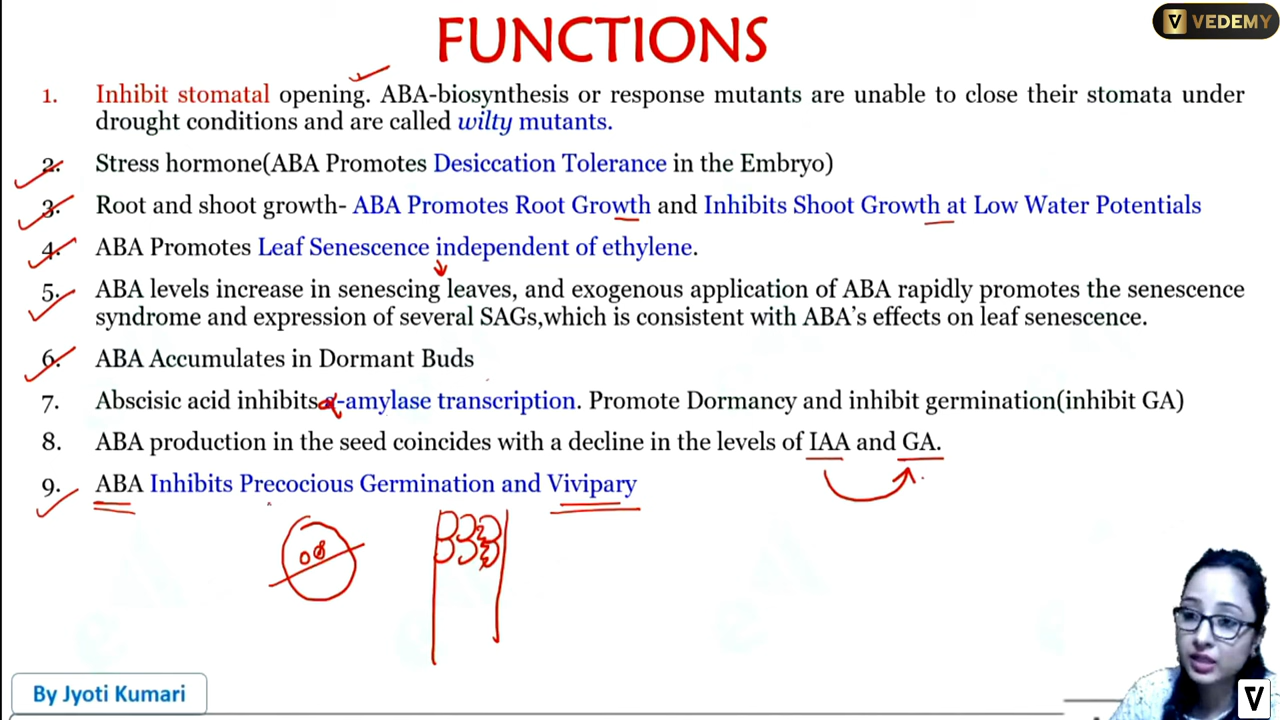 FUNCTIONS
VEDEMY
1. Inhibit stomatal opening. ABA-biosynthesis or response mutants are unable to close their stomata under
drought conditions and are called wilty mutants.
2. Stress hormone(ABA Promotes Desiccation Tolerance in the Embryo)
3. Root and shoot growth- ABA Promotes Root Growth and Inhibits Shoot Growth at Low Water Potentials
4. ABA Promotes Leaf Senescence independent of ethylene.
5. ABA levels increase in senescing leaves, and exogenous application of ABA rapidly promotes the senescence
syndrome and expression of several SAGs,which is consistent with ABA's effects on leaf senescence.
6. ABA Accumulates in Dormant Buds
7. Abscisic acid inhibits α-amylase transcription. Promote Dormancy and inhibit germination(inhibit GA)
8. ABA production in the seed coincides with a decline in the levels of IAA and GA.
9. ABA Inhibits Precocious Germination and Vivipary
By Jyoti Kumari